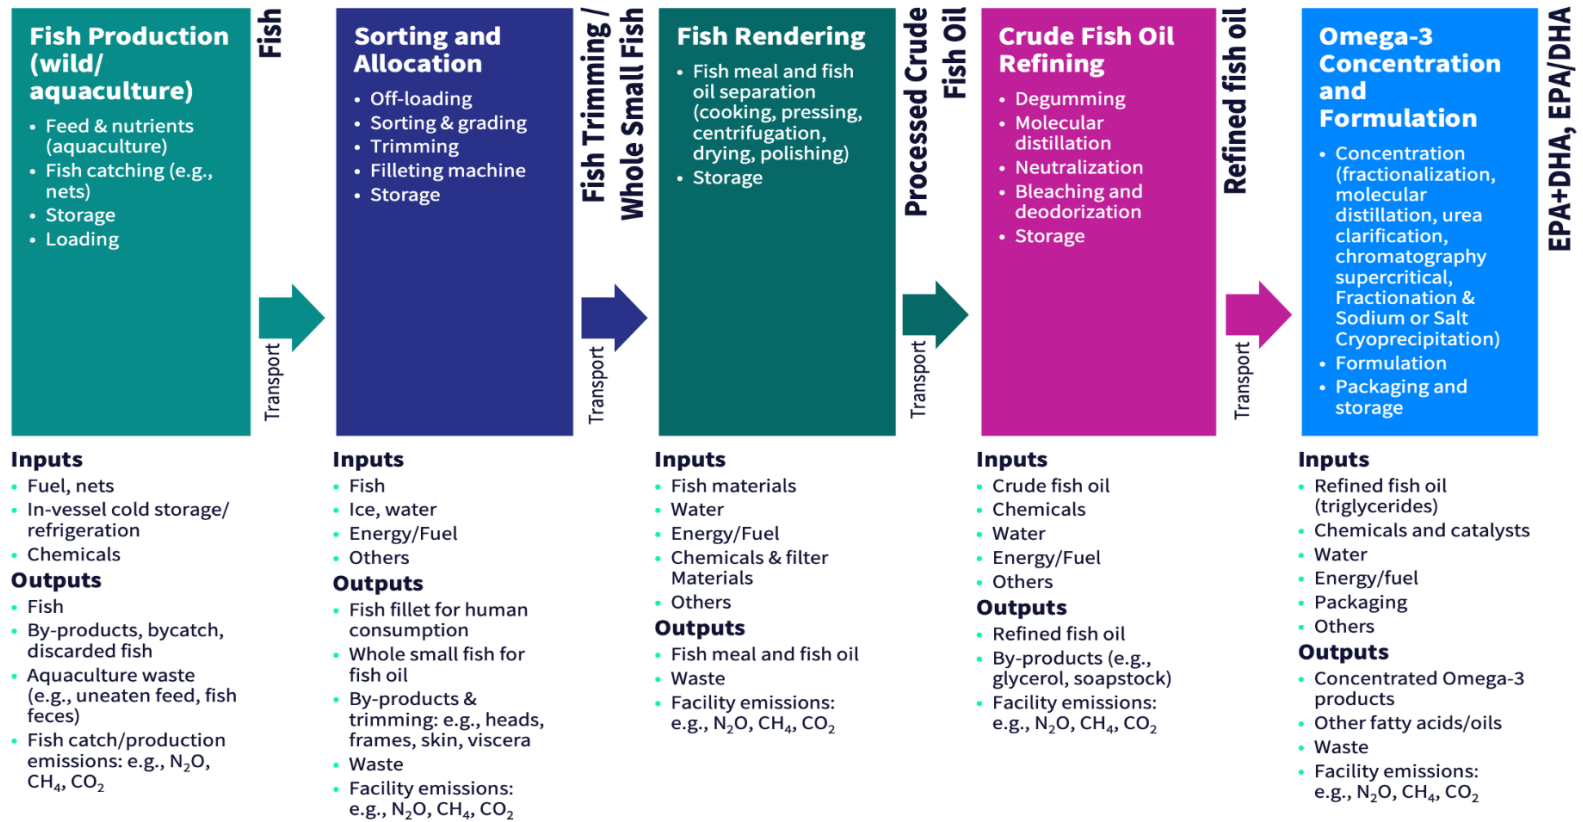 Fish Production
(wild/
aquaculture)
• Feed & nutrients
(aquaculture)
• Fish catching (e.g.,
nets)
• Storage
• Loading
Fish
Transport
Inputs
• Fuel, nets
• In-vessel cold storage/
refrigeration
• Chemicals
Outputs
• Fish
• By-products, bycatch,
discarded fish
• Aquaculture waste
(e.g., uneaten feed, fish
feces)
• Fish catch/production
emissions: e.g., N₂O,
CH₄, CO₂
Sorting and
Allocation
• Off-loading
• Sorting & grading
• Trimming
• Filleting machine
• Storage
Fish Trimming /
Whole Small Fish
Transport
Inputs
• Fish
• Ice, water
• Energy/Fuel
• Others
Outputs
• Fish fillet for human
consumption
• Whole small fish for
fish oil
• By-products &
trimming: e.g., heads,
frames, skin, viscera
• Waste
• Facility emissions:
e.g., N₂O, CH₄, CO₂
Fish Rendering
• Fish meal and fish
oil separation
(cooking, pressing,
centrifugation,
drying, polishing)
• Storage
Processed Crude
Fish Oil
Transport
Inputs
• Fish materials
• Water
• Energy/Fuel
• Chemicals & filter
Materials
• Others
Outputs
• Fish meal and fish oil
• Waste
• Facility emissions:
e.g., N₂O, CH₄, CO₂
Crude Fish Oil
Refining
• Degumming
• Molecular
distillation
• Neutralization
• Bleaching and
deodorization
• Storage
Refined fish oil
Transport
Inputs
• Crude fish oil
• Chemicals
• Water
• Energy/Fuel
• Others
Outputs
• Refined fish oil
• By-products (e.g.,
glycerol, soapstock)
• Facility emissions:
e.g., N₂O, CH₄, CO₂
Omega-3
Concentration
and
Formulation
• Concentration
(fractionalization,
molecular
distillation, urea
clarification,
chromatography
supercritical,
Fractionation &
Sodium or Salt
Cryoprecipitation)
• Formulation
• Packaging and
storage
EPA+DHA, EPA/DHA
Inputs
• Refined fish oil
(triglycerides)
• Chemicals and catalysts
• Water
• Energy/fuel
• Packaging
• Others
Outputs
• Concentrated Omega-3
products
• Other fatty acids/oils
• Waste
• Facility emissions:
e.g., N₂O, CH₄, CO₂